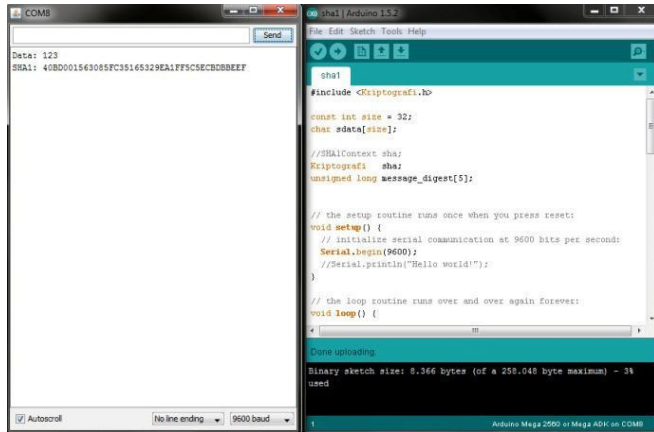 COM8
Send
Data: 123
SHA1: 40BD001563085FC35165329EA1FF5C5ECBDBBEEF
Autoscroll
No line ending
9600 baud
sha1 | Arduino 1.5.2
File Edit Sketch Tools Help
sha1
#include <Kriptografi.h>
const int size = 32;
char sdata[size];
//SHA1Context sha;
Kriptografi   sha;
unsigned long message_digest[5];
// the setup routine runs once when you press reset:
void setup() {
// initialize serial communication at 9600 bits per second:
Serial.begin(9600);
//Serial.println("Hello world!");
}
// the loop routine runs over and over again forever:
void loop() {
Done uploading.
Binary sketch size: 8.366 bytes (of a 258.048 byte maximum) - 3%
used
1
Arduino Mega 2560 or Mega ADK on COM8